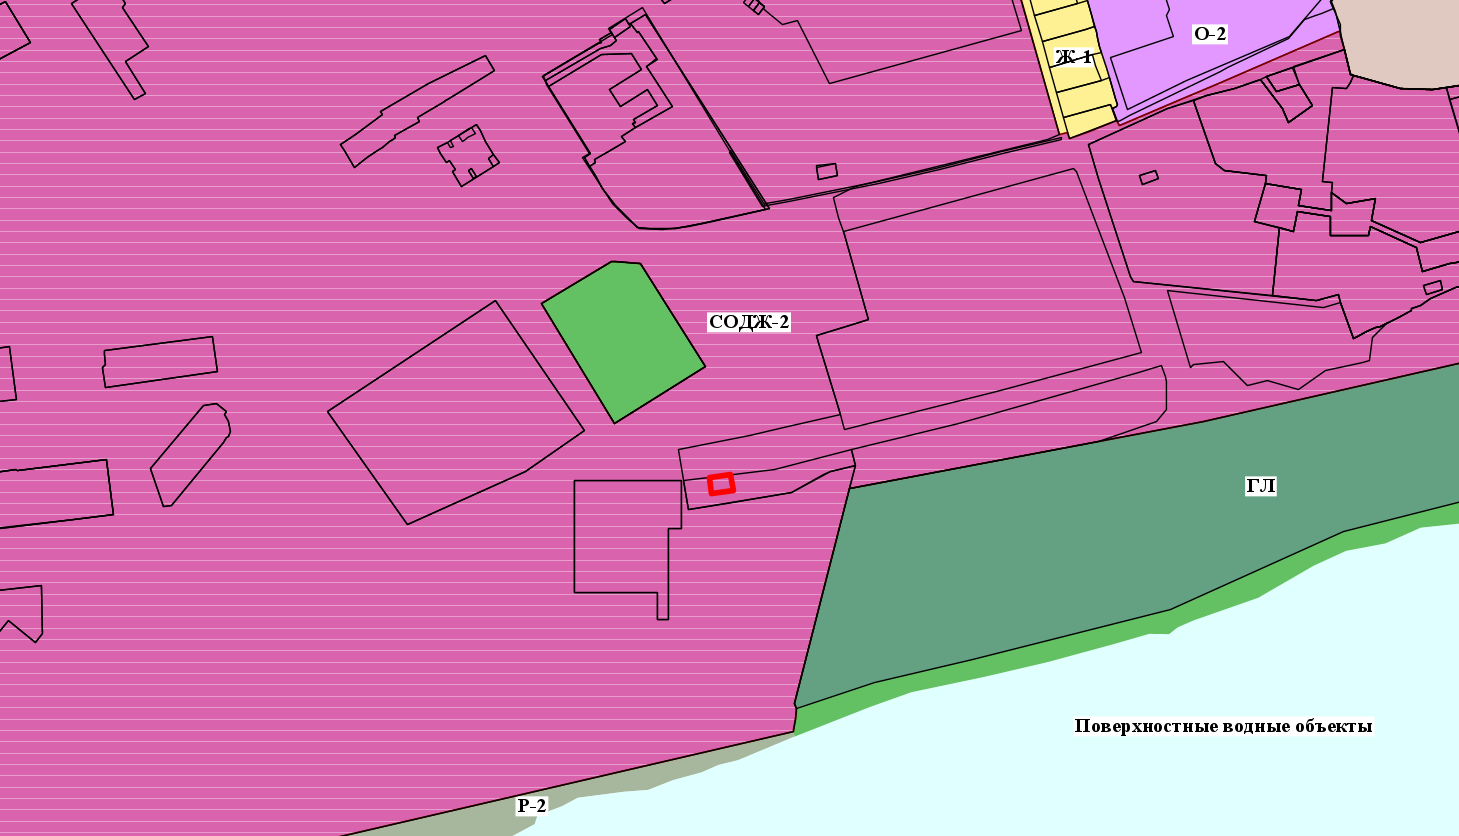 О-2
Ж-1
СОДЖ-2
ГЛ
Поверхностные водные объекты
Р-2